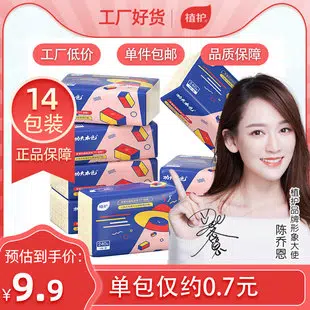 工厂好货
植护
工厂低价
单件包邮
品质保障
14
包装
正品保障
植护品牌形象大使
陈乔恩
预估到手价:
¥9.9
单包仅约0.7元